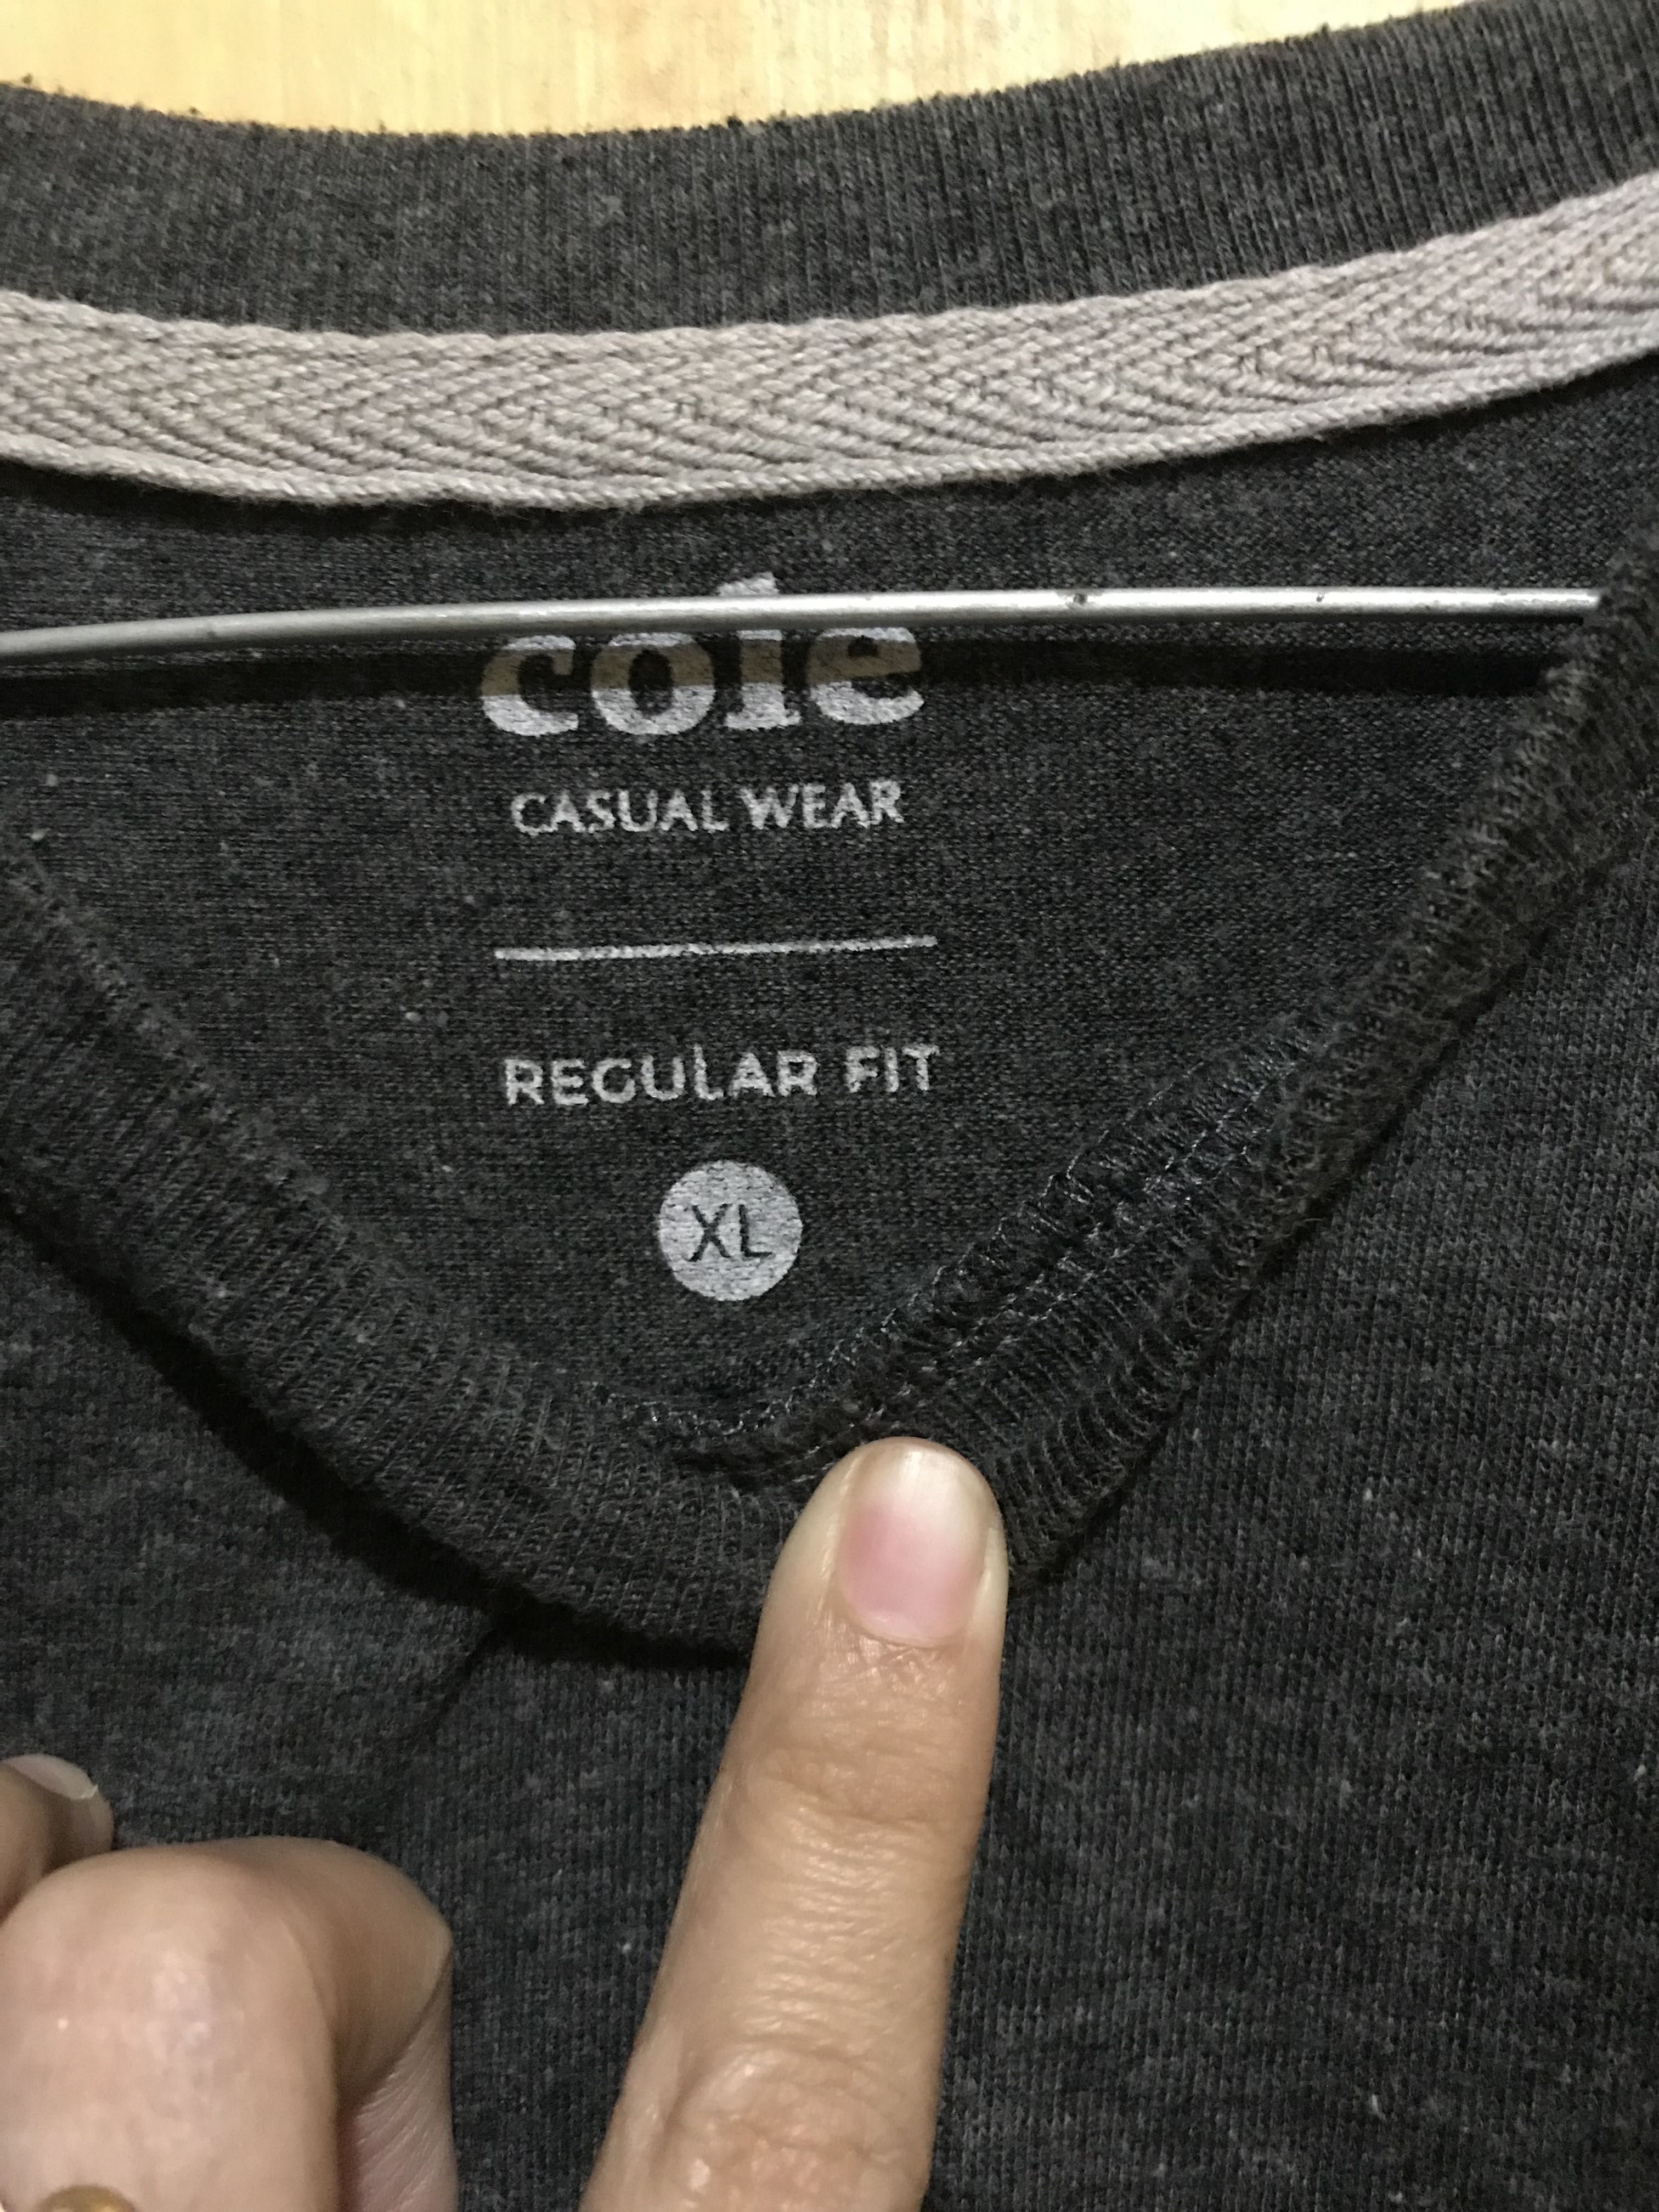 cole
CASUAL WEAR
REGULAR FIT
XL